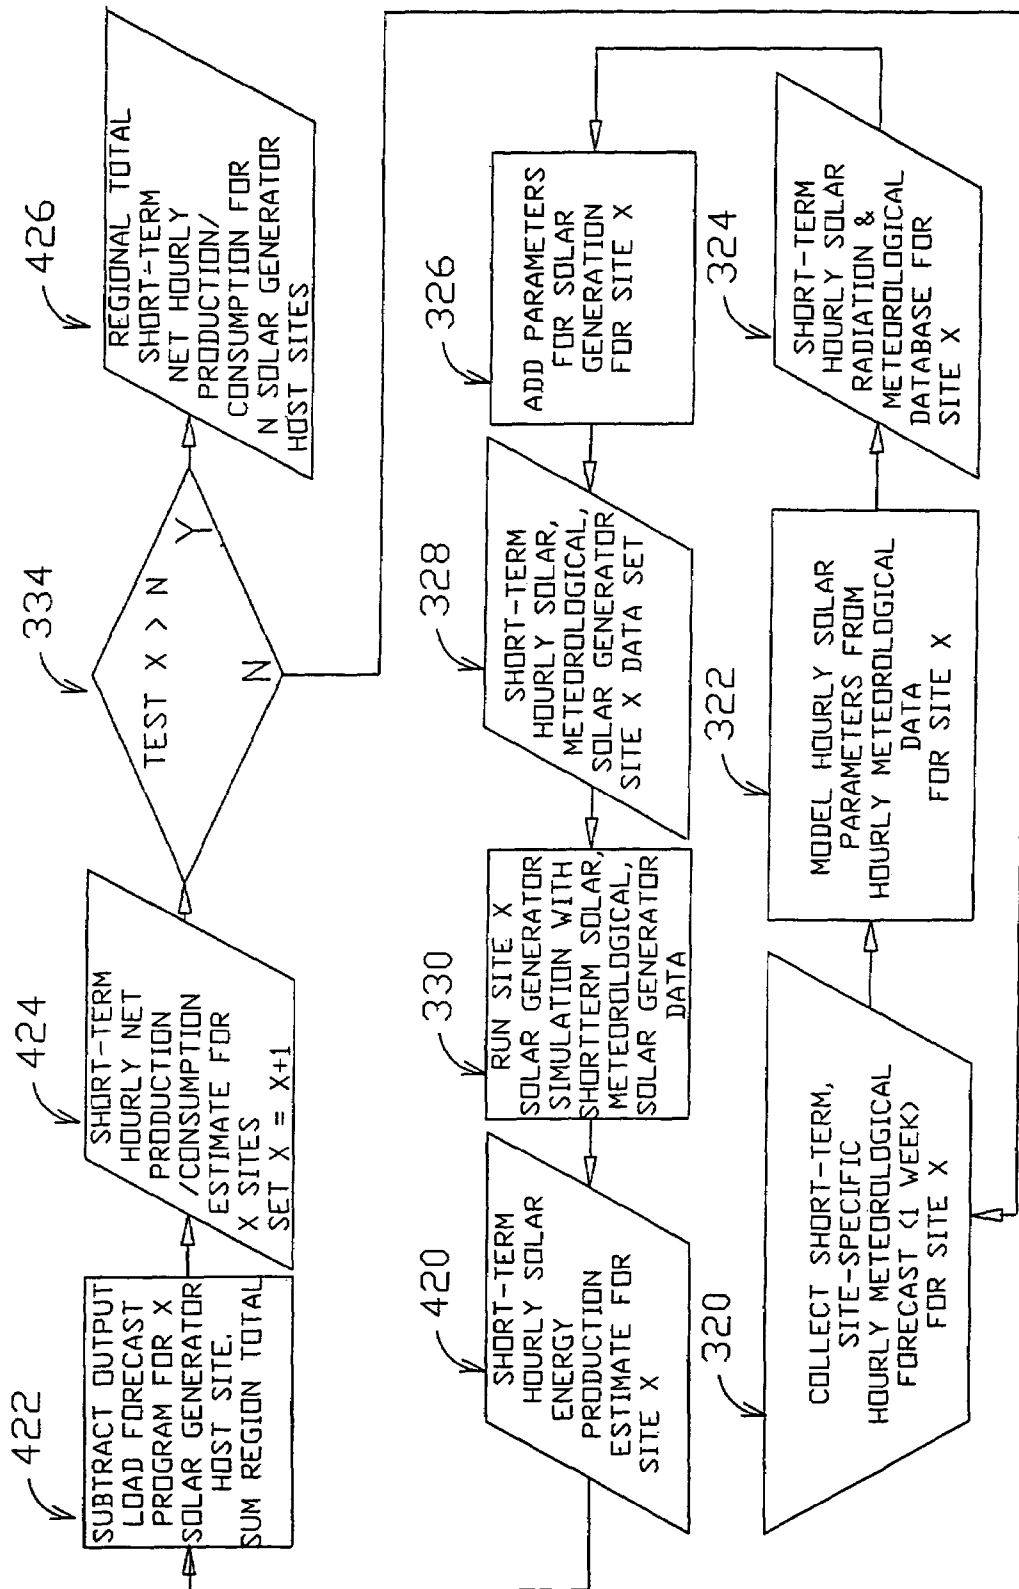 422
SUBTRACT OUTPUT
LOAD FORECAST
PROGRAM FOR X
SOLAR GENERATOR
HOST SITE.
SUM REGION TOTAL
424
SHORT-TERM
HOURLY NET
PRODUCTION
/CONSUMPTION
ESTIMATE FOR
X SITES
SET X = X+1
334
TEST X > N
Y
N
426
REGIONAL TOTAL
SHORT-TERM
NET HOURLY
PRODUCTION/
CONSUMPTION FOR
N SOLAR GENERATOR
HOST SITES
420
SHORT-TERM
HOURLY SOLAR
ENERGY
PRODUCTION
ESTIMATE FOR
SITE X
330
RUN SITE X
SOLAR GENERATOR
SIMULATION WITH
SHORTTERM SOLAR,
METEOROLOGICAL,
SOLAR GENERATOR
DATA
328
SHORT-TERM
HOURLY SOLAR,
METEOROLOGICAL,
SOLAR GENERATOR
SITE X DATA SET
326
ADD PARAMETERS
FOR SOLAR
GENERATION
FOR SITE X
320
COLLECT SHORT-TERM,
SITE-SPECIFIC
HOURLY METEOROLOGICAL
FORECAST <1 WEEK>
FOR SITE X
322
MODEL HOURLY SOLAR
PARAMETERS FROM
HOURLY METEOROLOGICAL
DATA
FOR SITE X
324
SHORT-TERM
HOURLY SOLAR
RADIATION &
METEOROLOGICAL
DATABASE FOR
SITE X